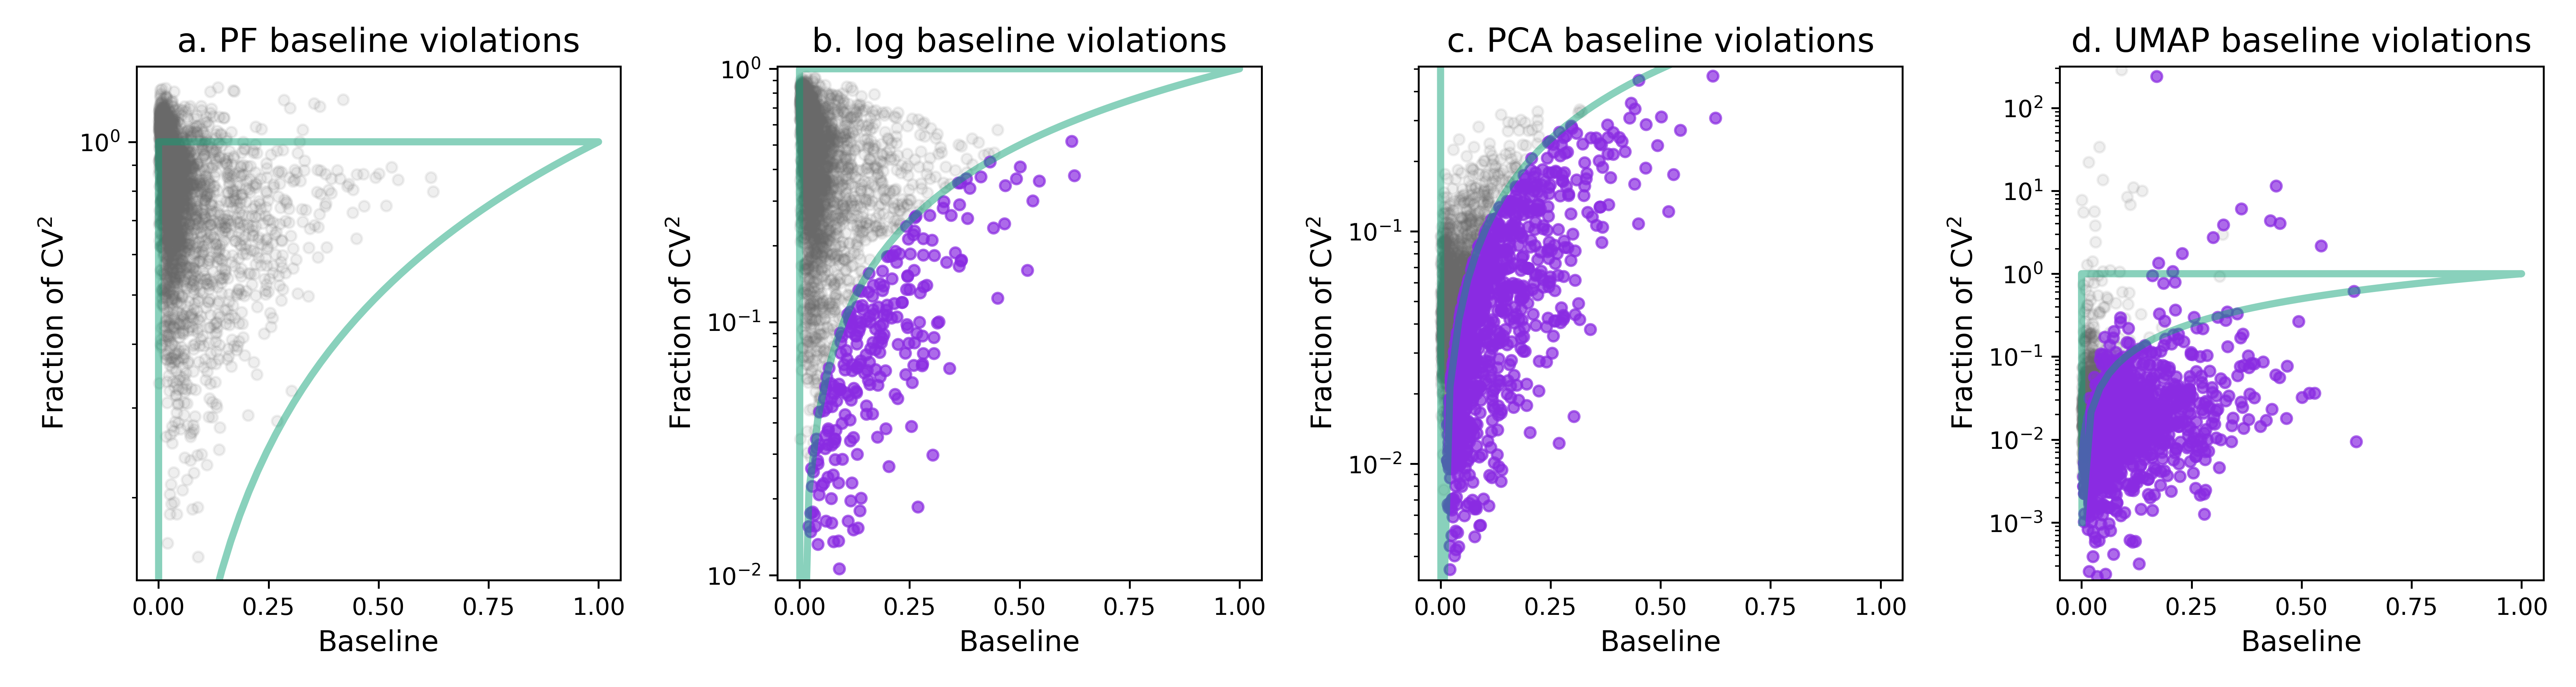 a. PF baseline violations
Fraction of CV²
10⁰
0.00 0.25 0.50 0.75 1.00
Baseline
b. log baseline violations
Fraction of CV²
10⁰
10⁻¹
10⁻²
0.00 0.25 0.50 0.75 1.00
Baseline
c. PCA baseline violations
Fraction of CV²
10⁻¹
10⁻²
0.00 0.25 0.50 0.75 1.00
Baseline
d. UMAP baseline violations
Fraction of CV²
10²
10¹
10⁰
10⁻¹
10⁻²
10⁻³
0.00 0.25 0.50 0.75 1.00
Baseline